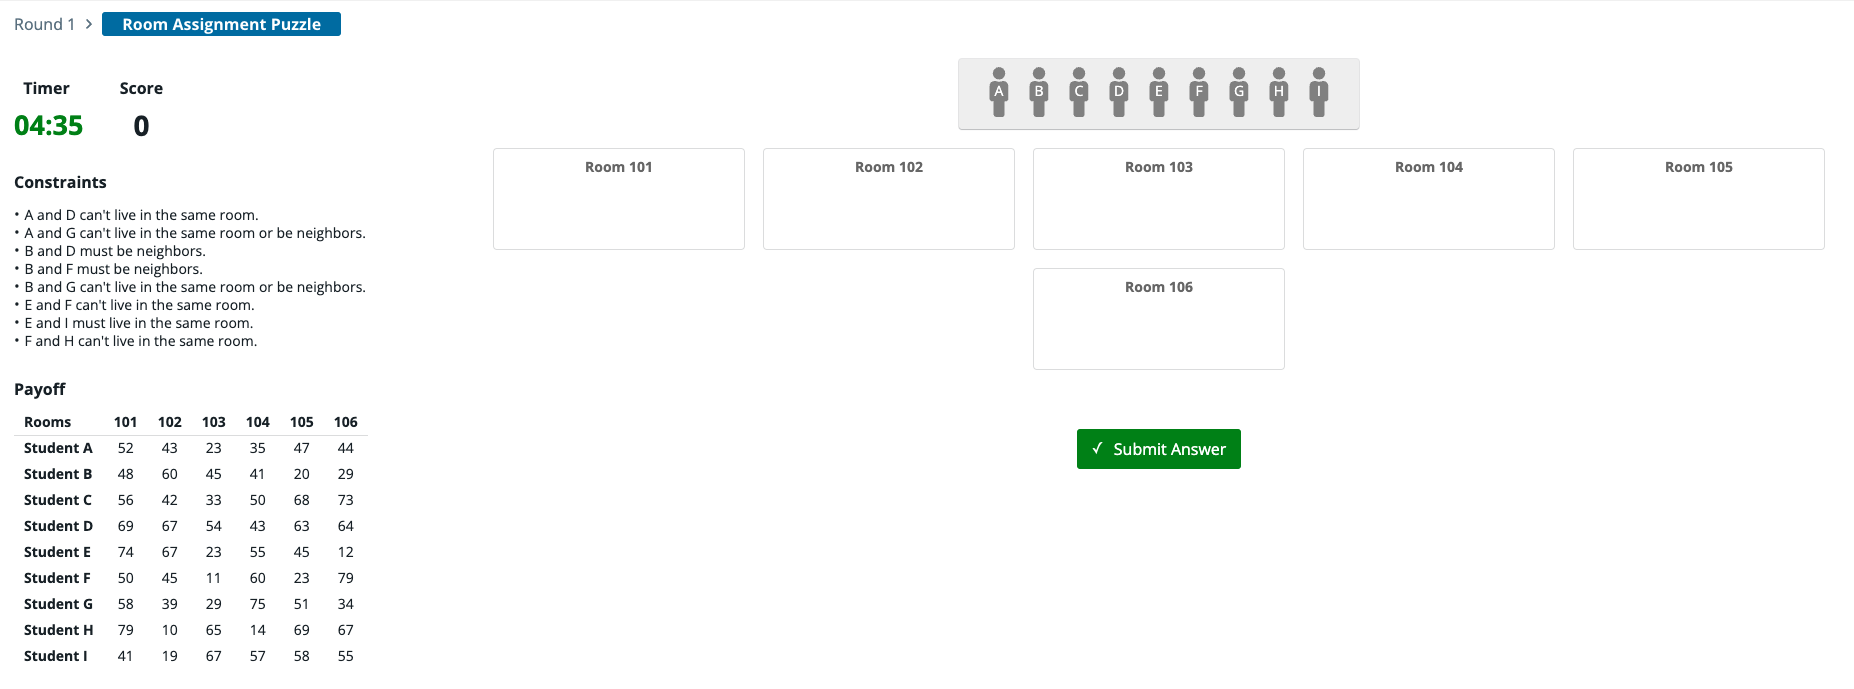 Round 1 > Room Assignment Puzzle
Timer Score
04:35 0
A B C D E F G H I
Room 101 Room 102 Room 103 Room 104 Room 105
Room 106
✓ Submit Answer
Constraints
• A and D can't live in the same room.
• A and G can't live in the same room or be neighbors.
• B and D must be neighbors.
• B and F must be neighbors.
• B and G can't live in the same room or be neighbors.
• E and F can't live in the same room.
• E and I must live in the same room.
• F and H can't live in the same room.
Payoff
Rooms 101 102 103 104 105 106
Student A 52 43 23 35 47 44
Student B 48 60 45 41 20 29
Student C 56 42 33 50 68 73
Student D 69 67 54 43 63 64
Student E 74 67 23 55 45 12
Student F 50 45 11 60 23 79
Student G 58 39 29 75 51 34
Student H 79 10 65 14 69 67
Student I 41 19 67 57 58 55